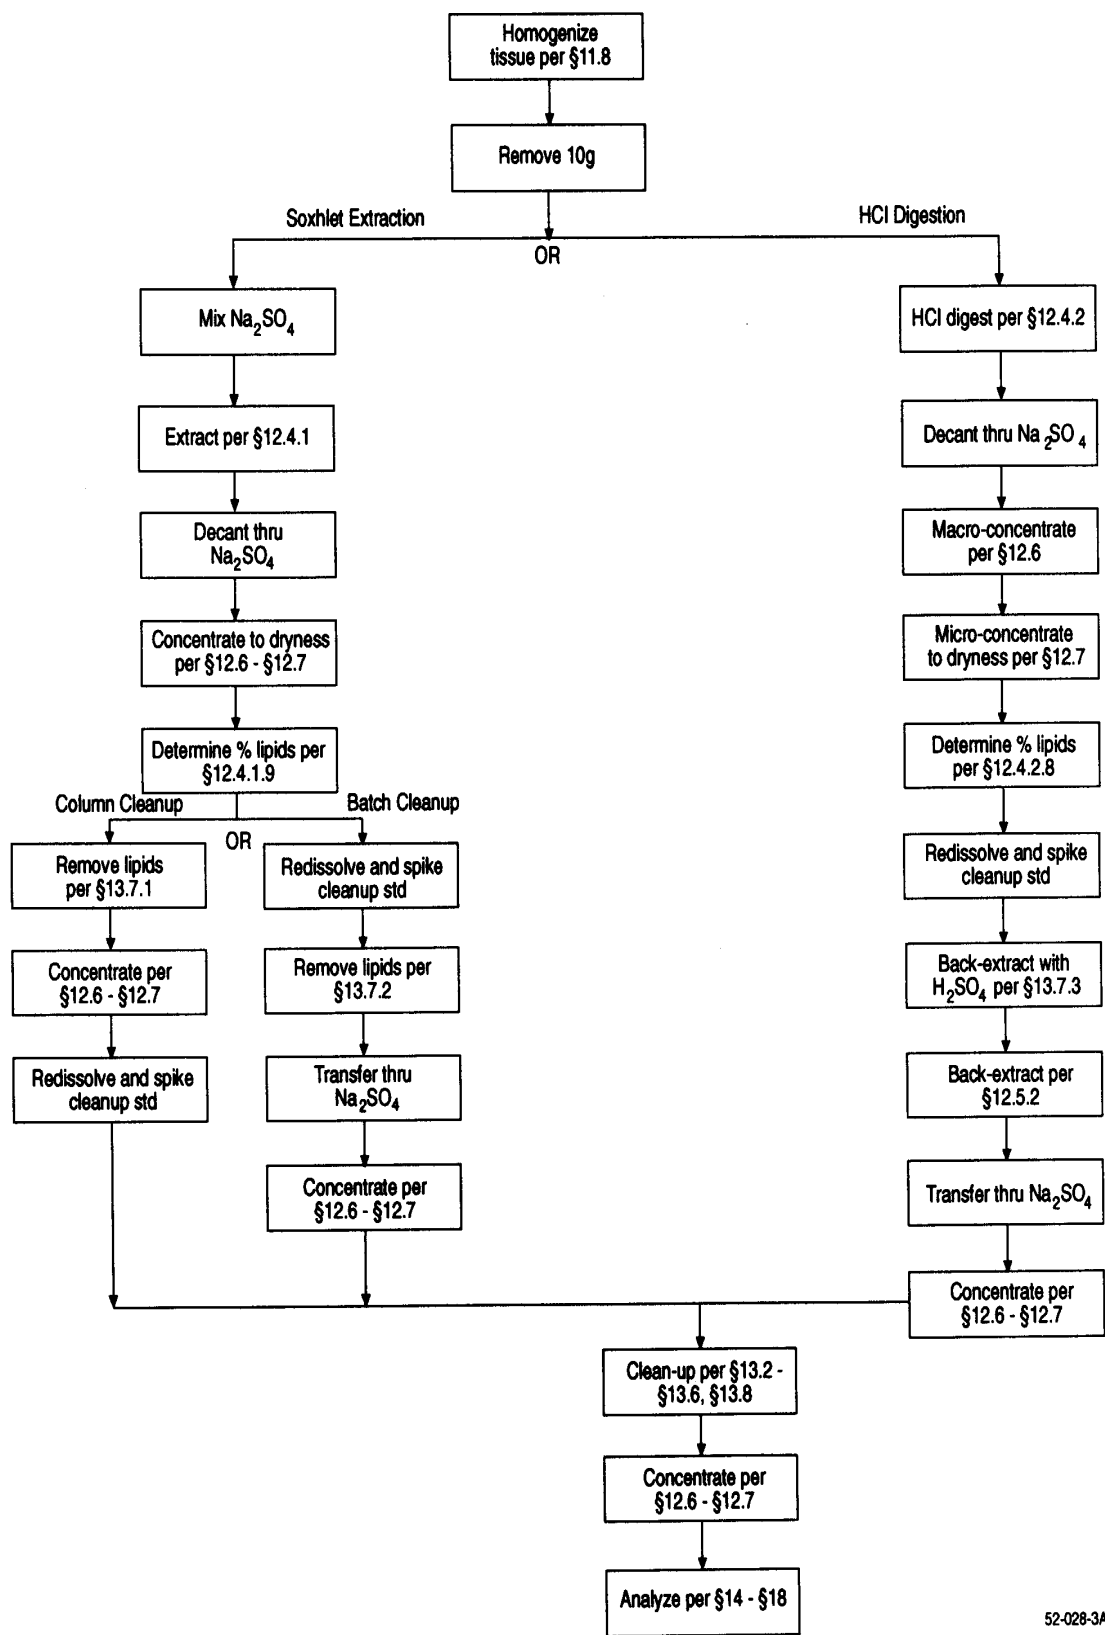 Homogenize
tissue per §11.8
Remove 10g
Soxhlet Extraction
HCl Digestion
OR
Mix Na2SO4
Extract per §12.4.1
Decant thru
Na2SO4
Concentrate to dryness
per §12.6 - §12.7
Determine % lipids per
§12.4.1.9
Column Cleanup
Batch Cleanup
OR
Remove lipids
per §13.7.1
Concentrate per
§12.6 - §12.7
Redissolve and spike
cleanup std
Redissolve and spike
cleanup std
Remove lipids per
§13.7.2
Transfer thru
Na2SO4
Concentrate per
§12.6 - §12.7
HCl digest per §12.4.2
Decant thru Na2SO4
Macro-concentrate
per §12.6
Micro-concentrate
to dryness per §12.7
Determine % lipids
per §12.4.2.8
Redissolve and spike
cleanup std
Back-extract with
H2SO4 per §13.7.3
Back-extract per
§12.5.2
Transfer thru Na2SO4
Concentrate per
§12.6 - §12.7
Clean-up per §13.2 -
§13.6, §13.8
Concentrate per
§12.6 - §12.7
Analyze per §14 - §18
52-028-3A